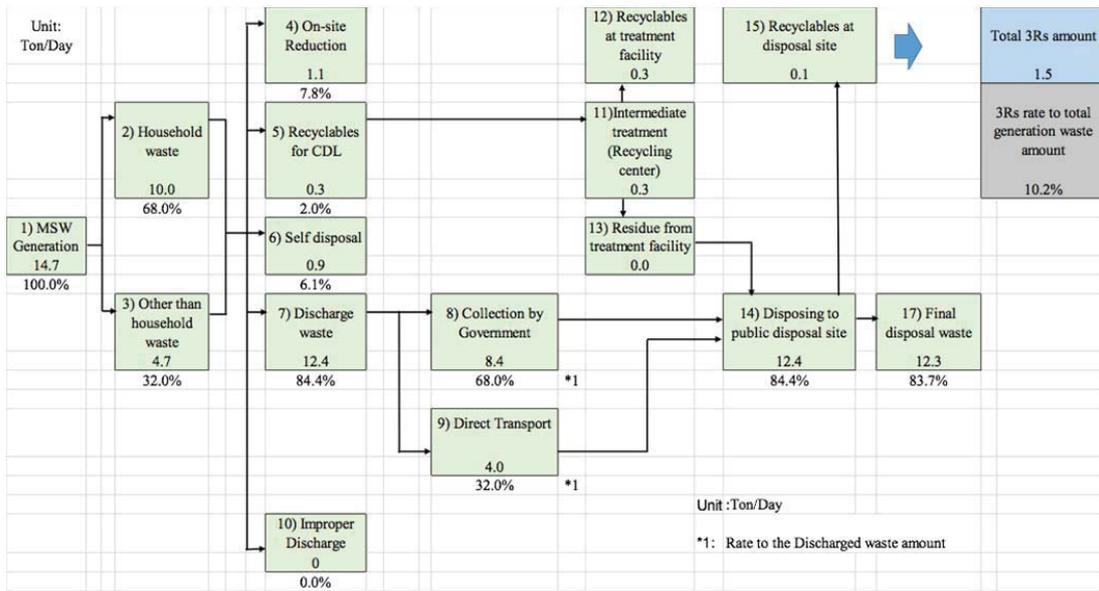 Unit:
Ton/Day
4) On-site
Reduction
1.1
7.8%
12) Recyclables
at treatment
facility
0.3
15) Recyclables at
disposal site
0.1
Total 3Rs amount
1.5
3Rs rate to total
generation waste
amount
10.2%
2) Household
waste
10.0
68.0%
5) Recyclables
for CDL
0.3
2.0%
11)Intermediate
treatment
(Recycling
center)
0.3
1) MSW
Generation
14.7
100.0%
6) Self disposal
0.9
6.1%
13) Residue from
treatment facility
0.0
3) Other than
household
waste
4.7
32.0%
7) Discharge
waste
12.4
84.4%
8) Collection by
Government
8.4
68.0%
*1
14) Disposing to
public disposal site
12.4
84.4%
17) Final
disposal waste
12.3
83.7%
9) Direct Transport
4.0
32.0%
*1
10) Improper
Discharge
0
0.0%
Unit :Ton/Day
*1: Rate to the Discharged waste amount